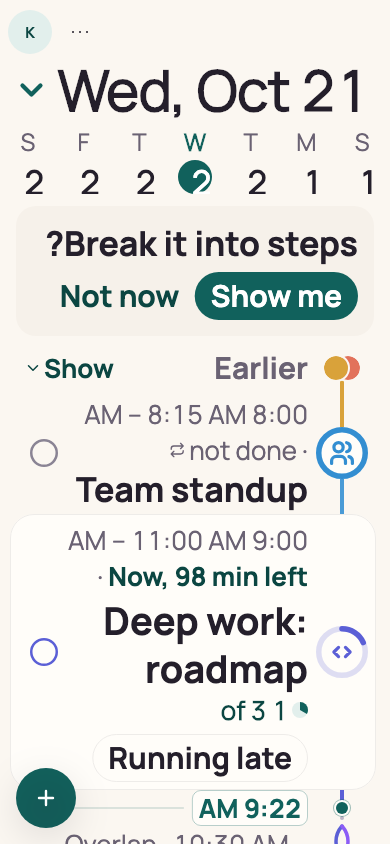 K ...
Wed, Oct 21
S F T W T M S
2 2 2 2 2 1 1
?Break it into steps
Not now Show me
Show Earlier
AM – 8:15 AM 8:00
not done ·
Team standup
AM – 11:00 AM 9:00
· Now, 98 min left
Deep work:
roadmap
of 3 1
Running late
AM 9:22